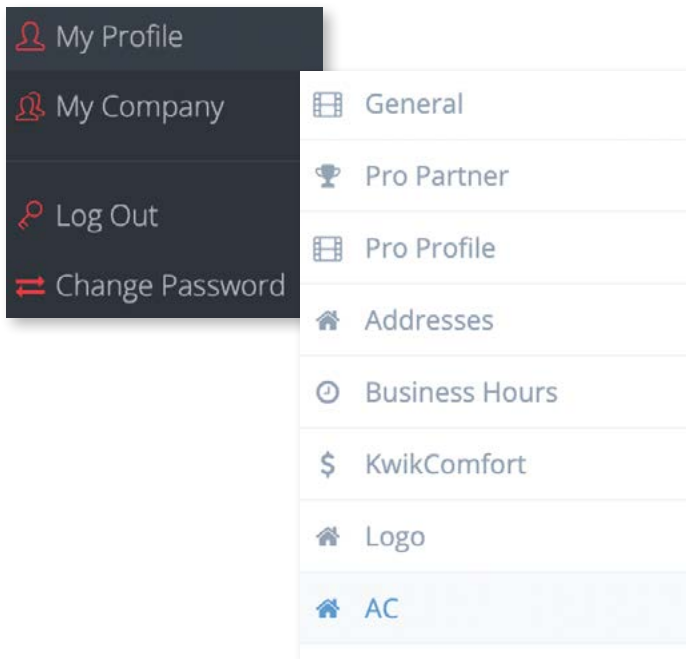 My Profile
My Company
Log Out
Change Password
General
Pro Partner
Pro Profile
Addresses
Business Hours
KwikComfort
Logo
AC